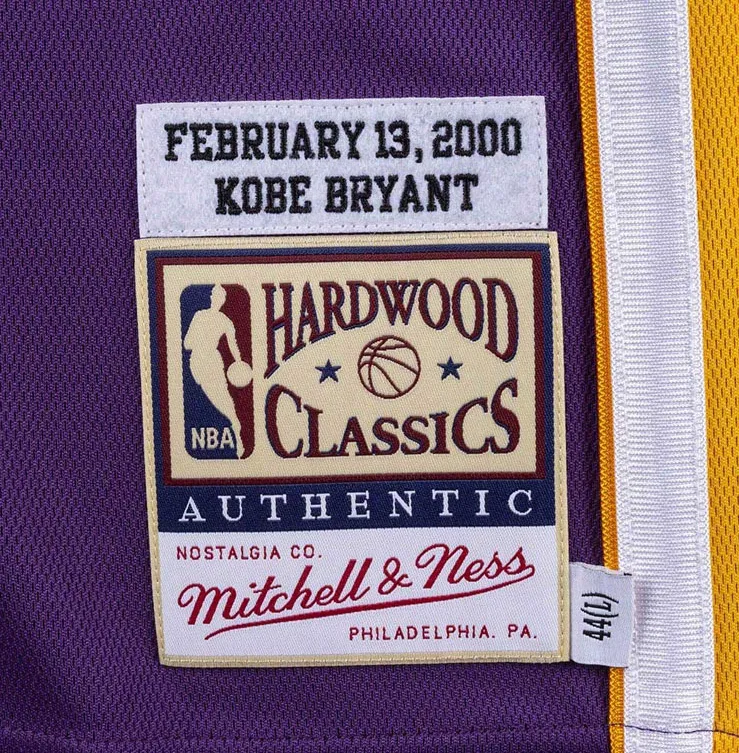 FEBRUARY 13, 2000
KOBE BRYANT
HARDWOOD
CLASSICS
NBA
AUTHENTIC
NOSTALGIA CO.
Mitchell & Ness
PHILADELPHIA. PA.
44(L)